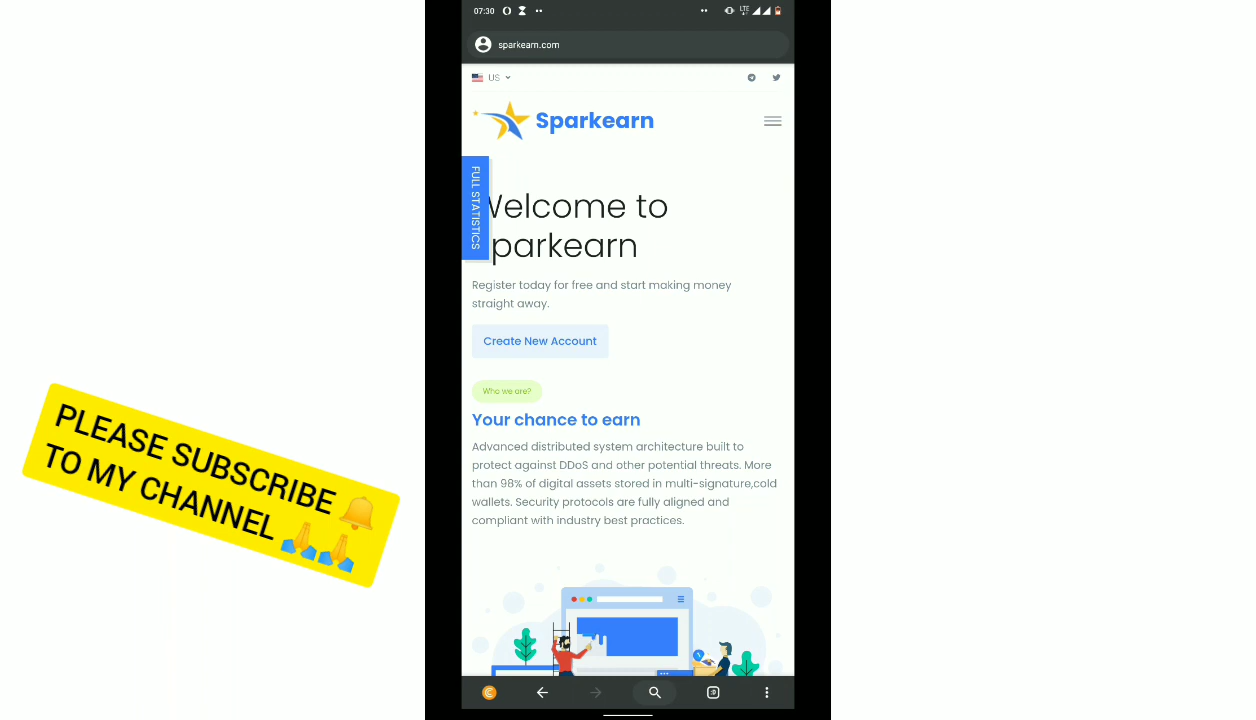 07:30
LTE
sparkearn.com
US
Sparkearn
FULL STATISTICS
Welcome to
parkearn
Register today for free and start making money
straight away.
Create New Account
Who we are?
Your chance to earn
Advanced distributed system architecture built to
protect against DDoS and other potential threats. More
than 98% of digital assets stored in multi-signature,cold
wallets. Security protocols are fully aligned and
compliant with industry best practices.
PLEASE SUBSCRIBE 🔔
TO MY CHANNEL 🙏🙏